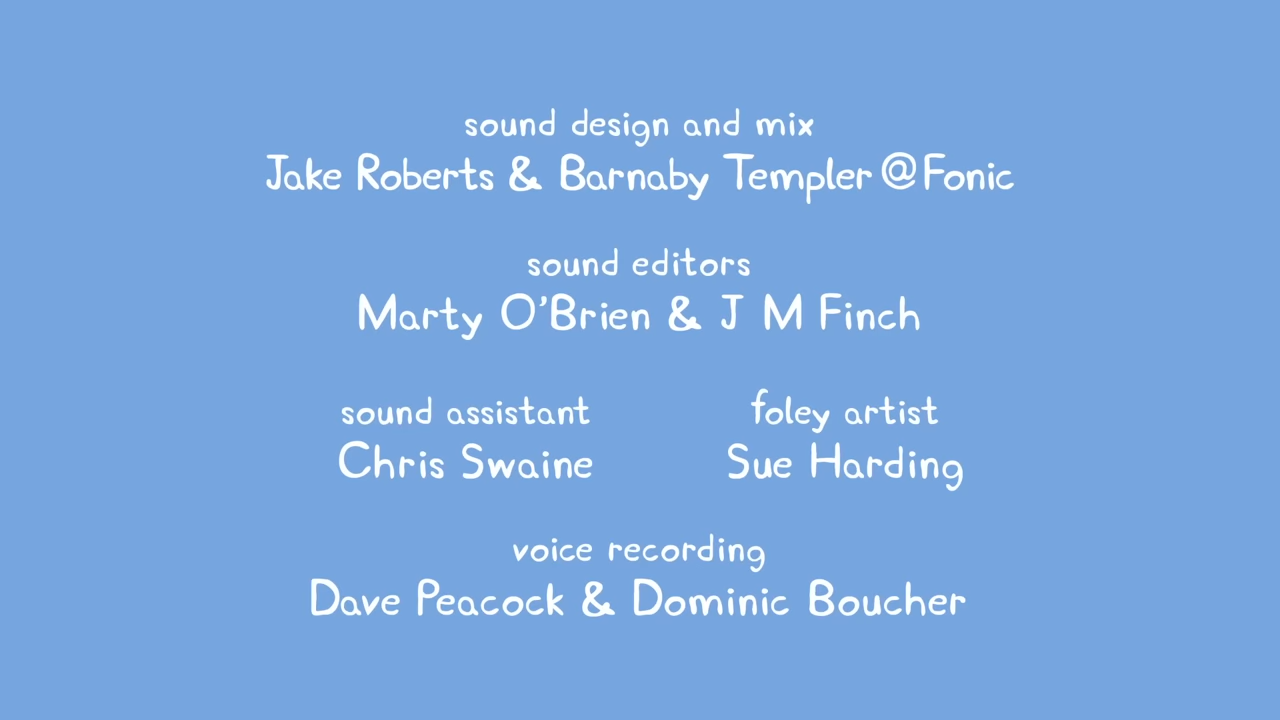 sound design and mix
Jake Roberts & Barnaby Templer @Fonic
sound editors
Marty O'Brien & J M Finch
sound assistant
Chris Swaine
foley artist
Sue Harding
voice recording
Dave Peacock & Dominic Boucher